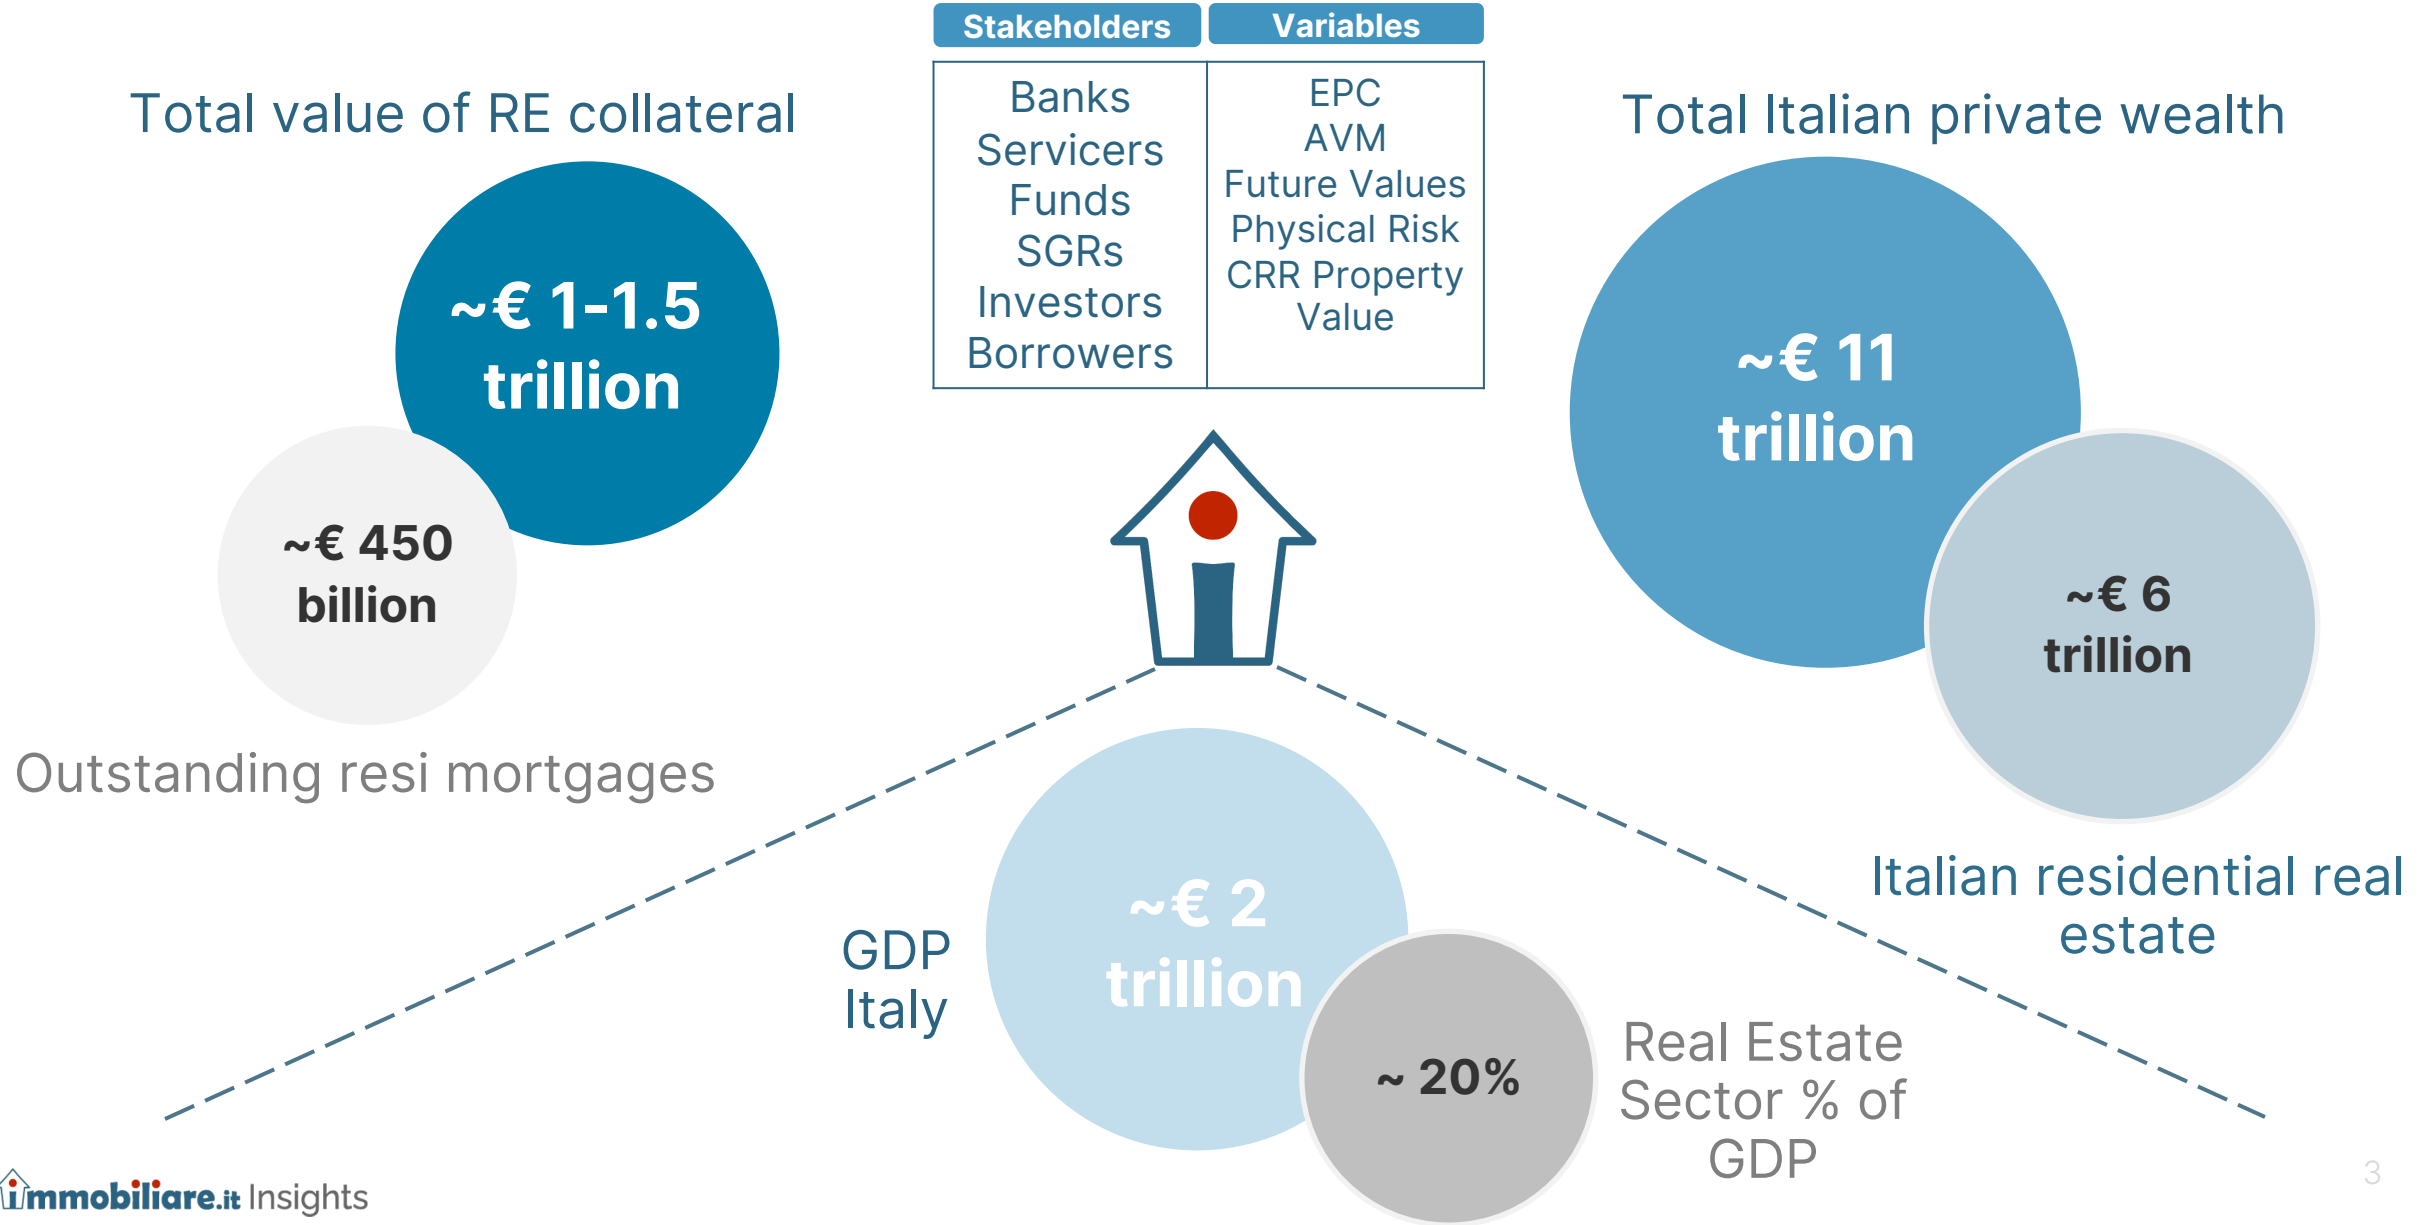 Stakeholders
Variables
Banks
Servicers
Funds
SGRs
Investors
Borrowers
EPC
AVM
Future Values
Physical Risk
CRR Property
Value
Total value of RE collateral
~€ 1-1.5
trillion
~€ 450
billion
Outstanding resi mortgages
Total Italian private wealth
~€ 11
trillion
~€ 6
trillion
Italian residential real
estate
GDP
Italy
~€ 2
trillion
~ 20%
Real Estate
Sector % of
GDP
immobiliare.it Insights
3